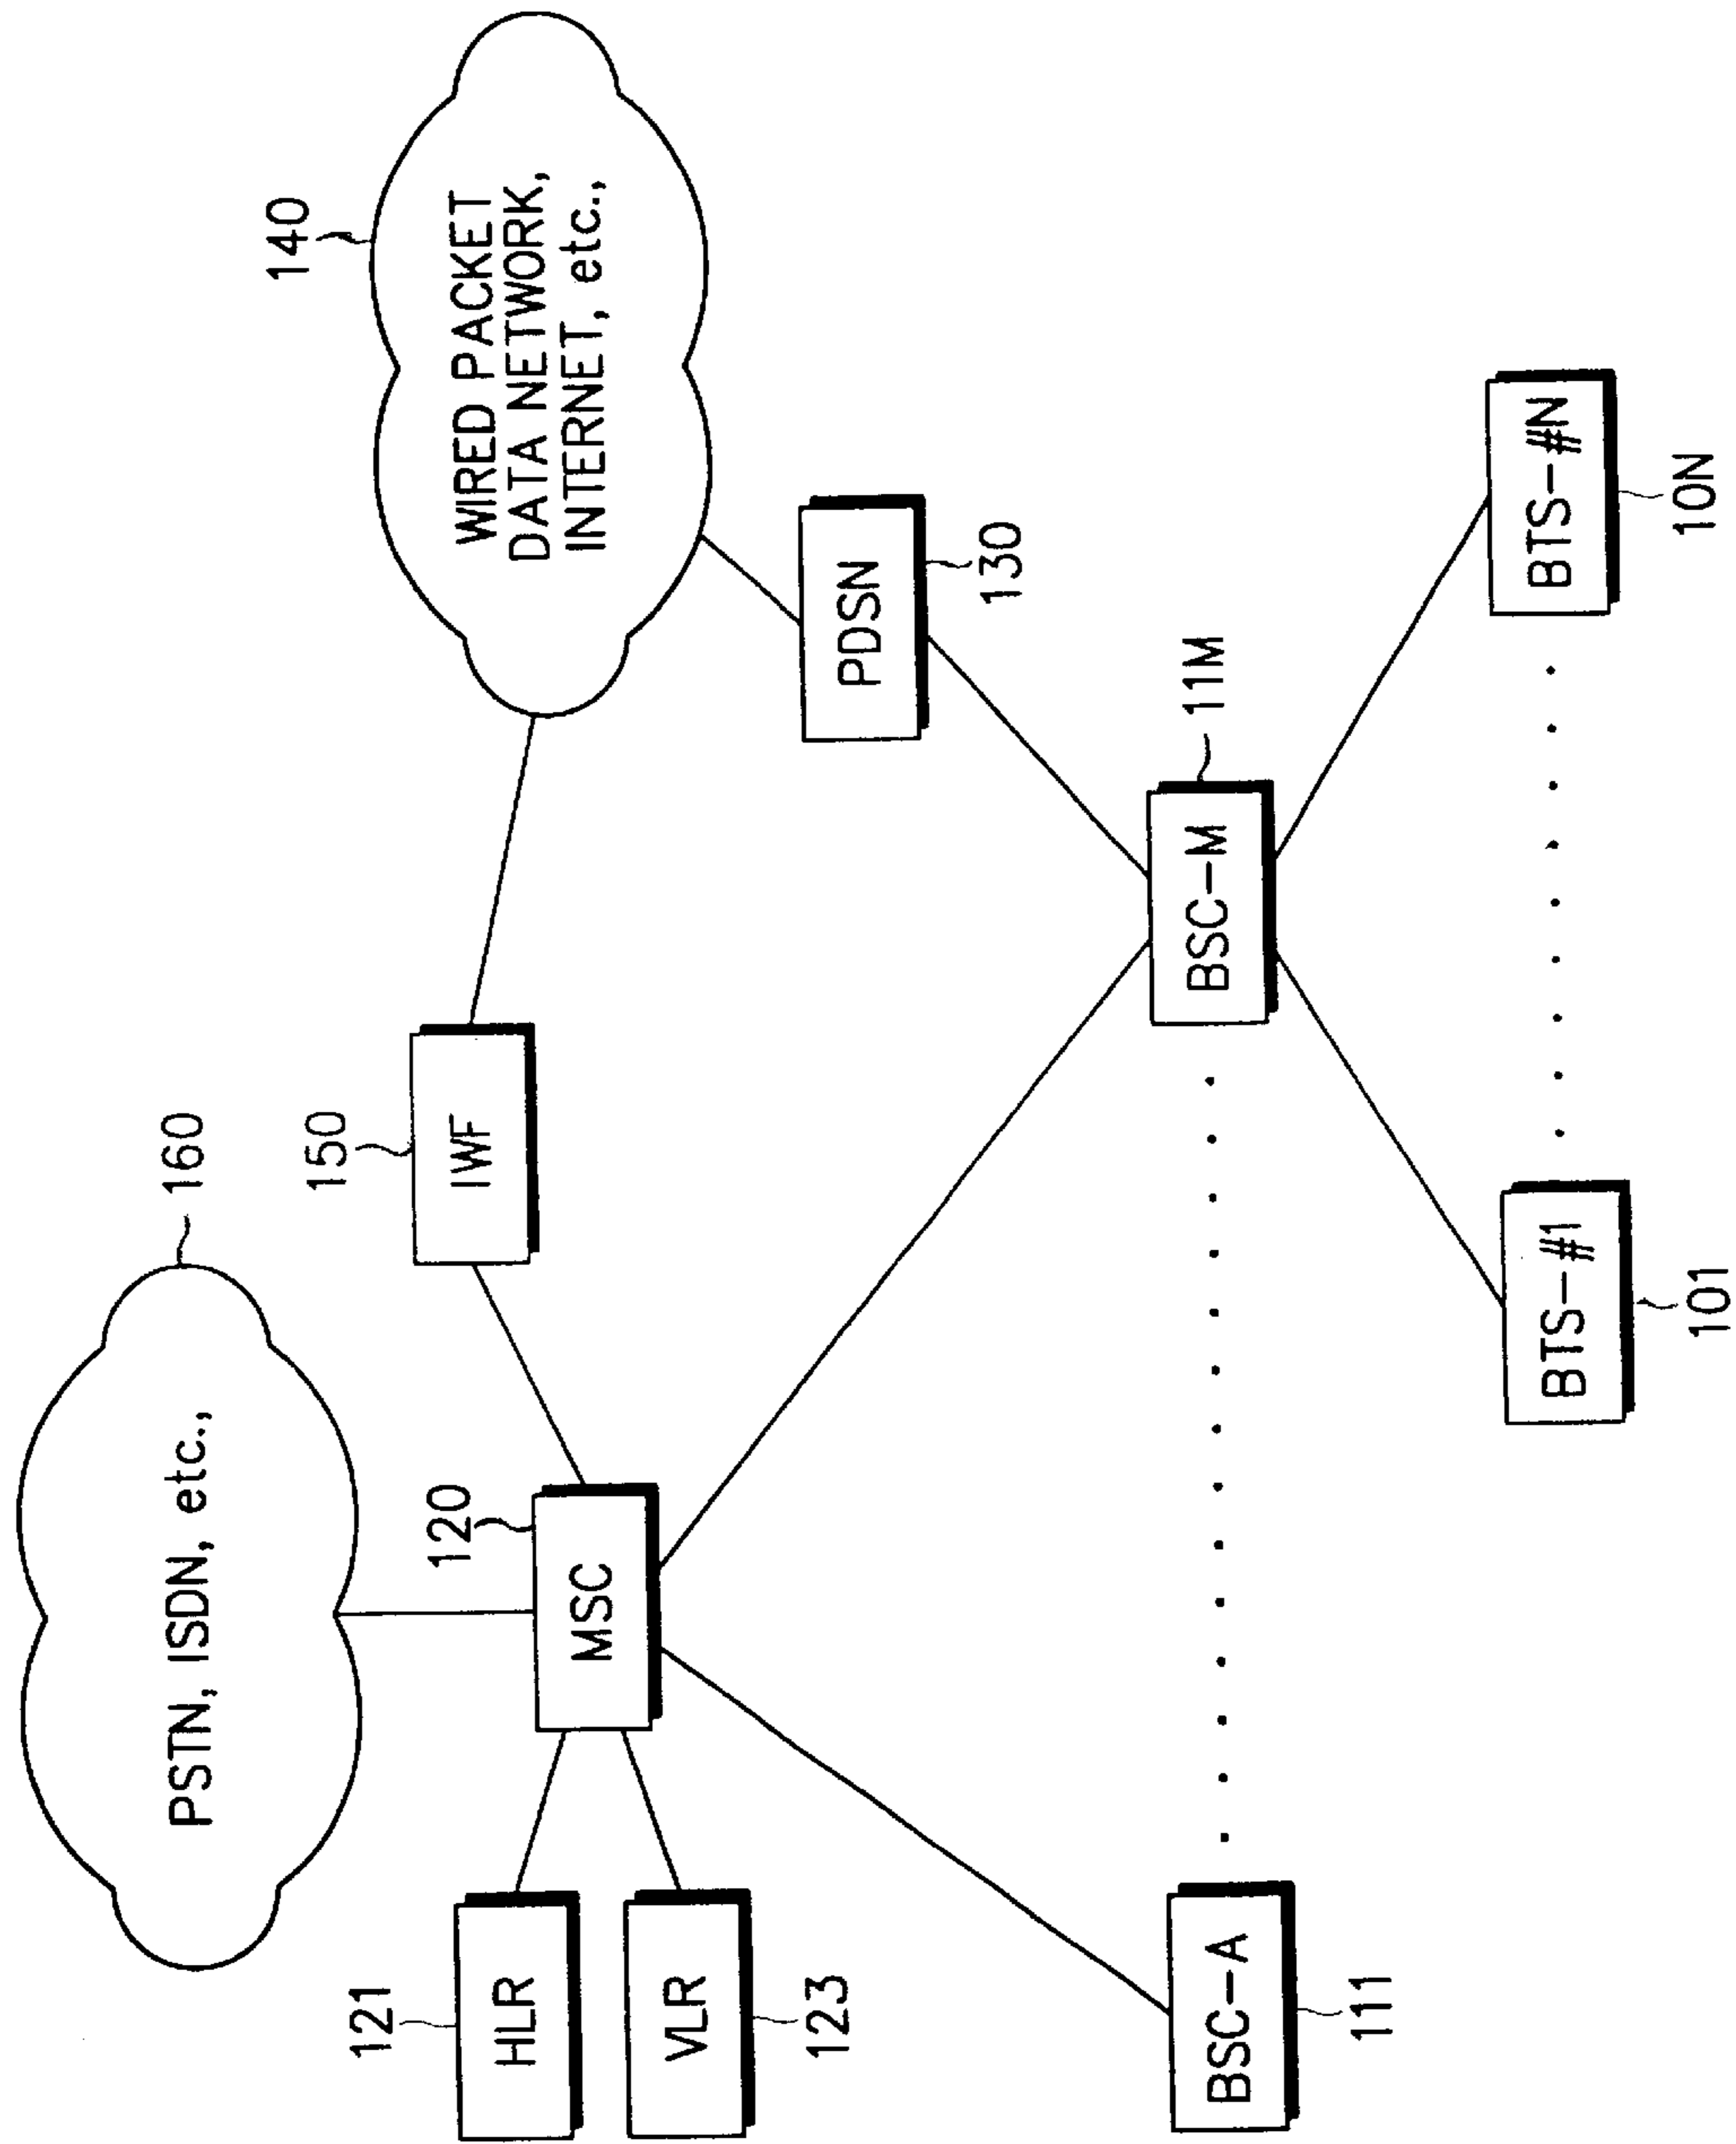 160
PSTN, ISDN, etc.,
140
WIRED PACKET
DATA NETWORK,
INTERNET, etc.,
150
IWF
121
HLR
120
MSC
VLR
123
PDSN
130
11M
BSC-M
BSC-A
111
BTS-#1
101
BTS-#N
10N